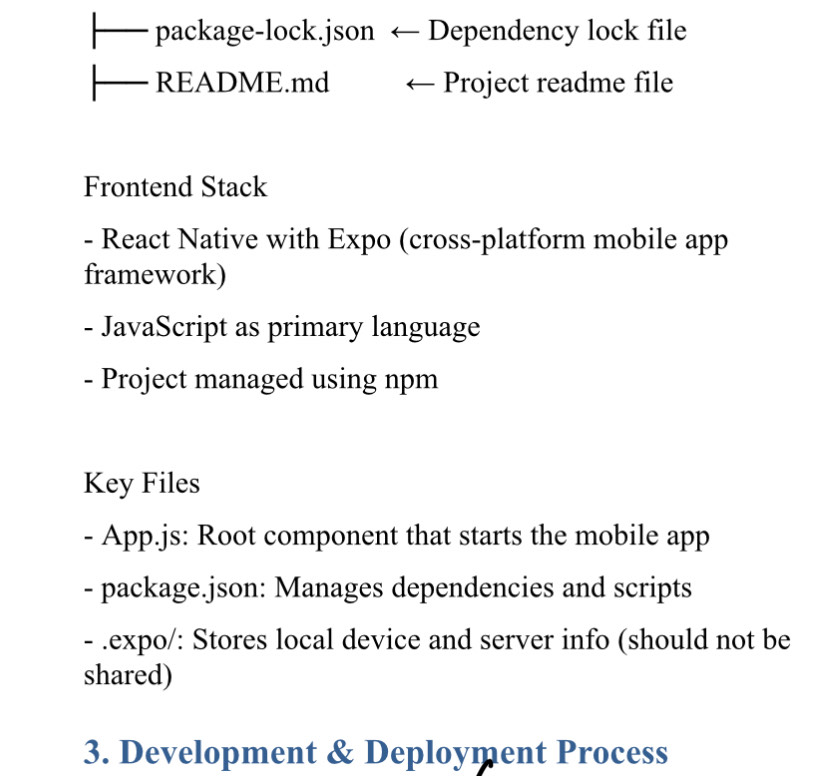 ├── package-lock.json ← Dependency lock file
├── README.md ← Project readme file
Frontend Stack
- React Native with Expo (cross-platform mobile app
framework)
- JavaScript as primary language
- Project managed using npm
Key Files
- App.js: Root component that starts the mobile app
- package.json: Manages dependencies and scripts
- .expo/: Stores local device and server info (should not be
shared)
3. Development & Deployment Process